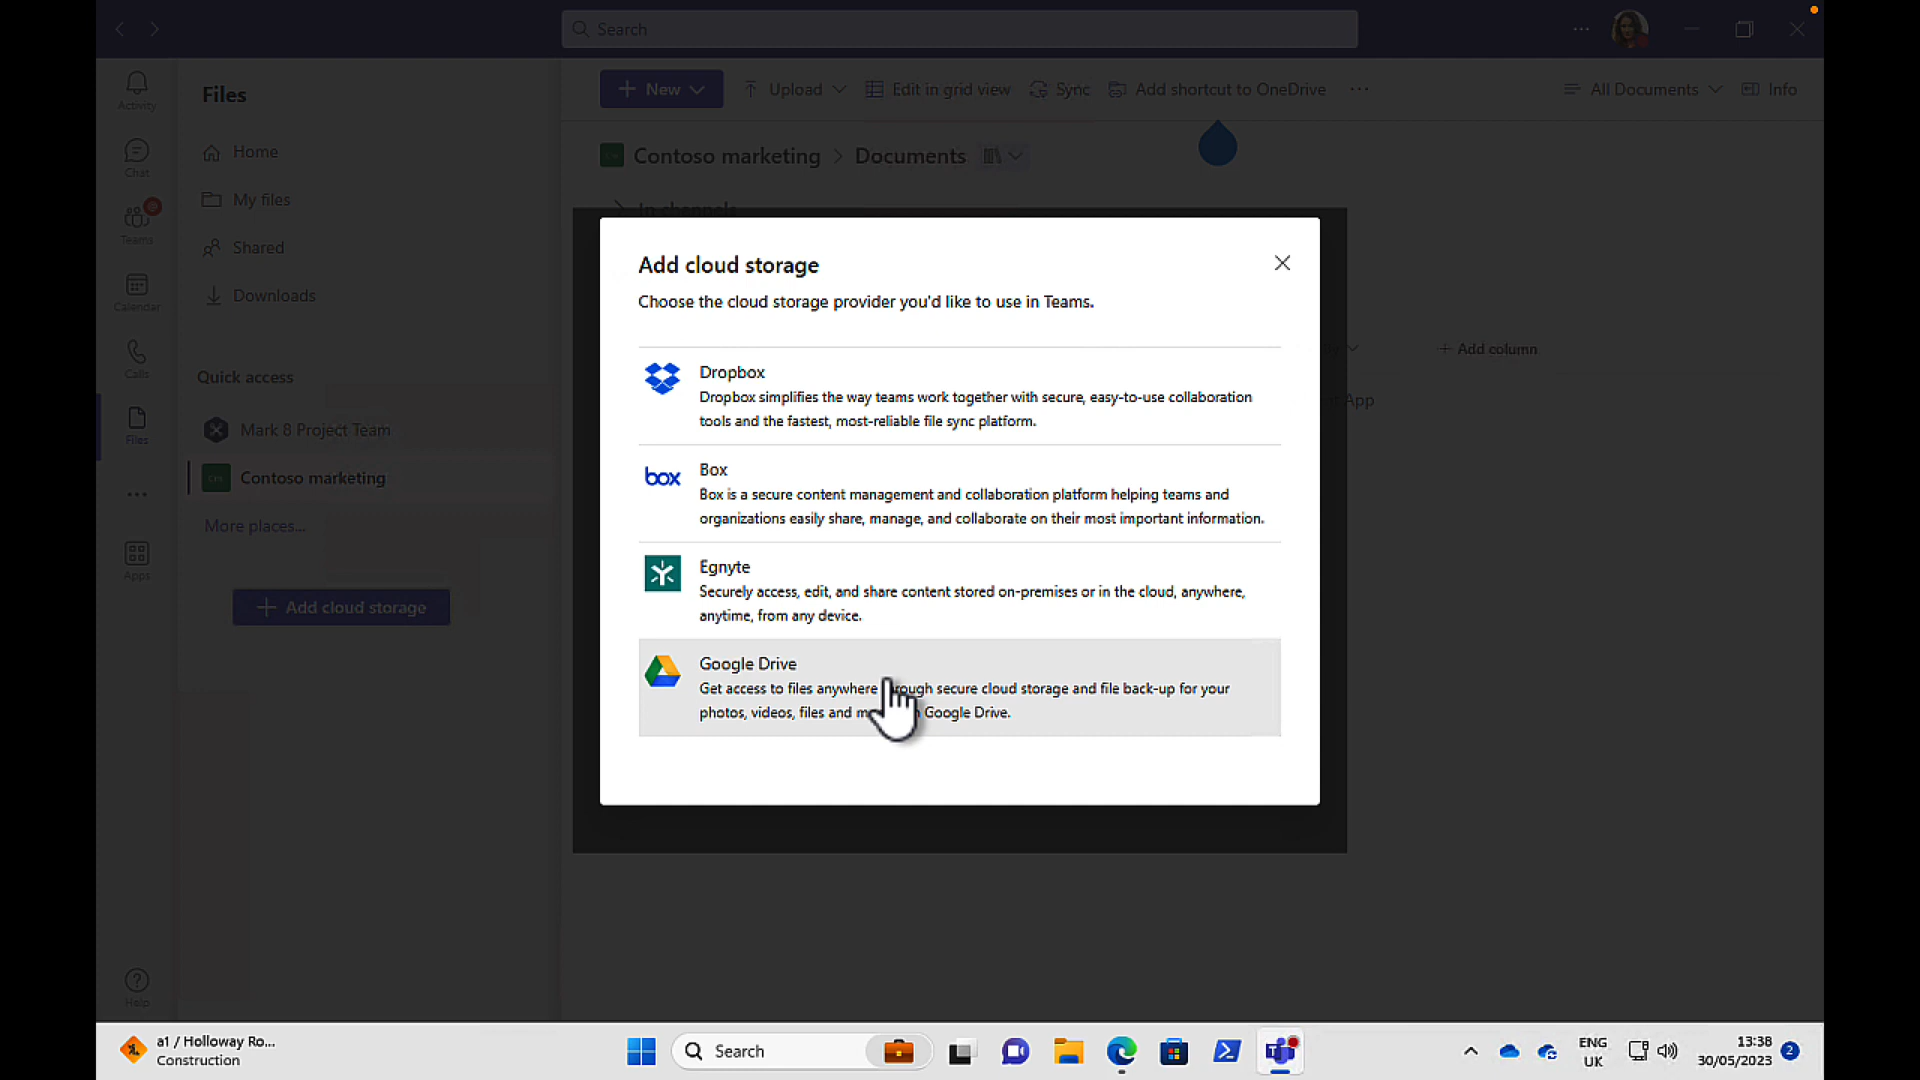 Search
Activity
Chat
Teams
Calendar
Calls
Files
Apps
Help
Files
Home
My files
Shared
Downloads
Quick access
Mark 8 Project Team
Cm Contoso marketing
More places...
Add cloud storage
New
Upload
Edit in grid view
Sync
Add shortcut to OneDrive
All Documents
Info
Contoso marketing > Documents
In channels
Add column
App
Add cloud storage
Choose the cloud storage provider you'd like to use in Teams.
Dropbox
Dropbox simplifies the way teams work together with secure, easy-to-use collaboration
tools and the fastest, most-reliable file sync platform.
box
Box
Box is a secure content management and collaboration platform helping teams and
organizations easily share, manage, and collaborate on their most important information.
Egnyte
Securely access, edit, and share content stored on-premises or in the cloud, anywhere,
anytime, from any device.
Google Drive
Get access to files anywhere secure cloud storage and file back-up for your
photos, videos, files and Google Drive.
a1 / Holloway Ro...
Construction
Search
ENG
UK
13:38
30/05/2023
2